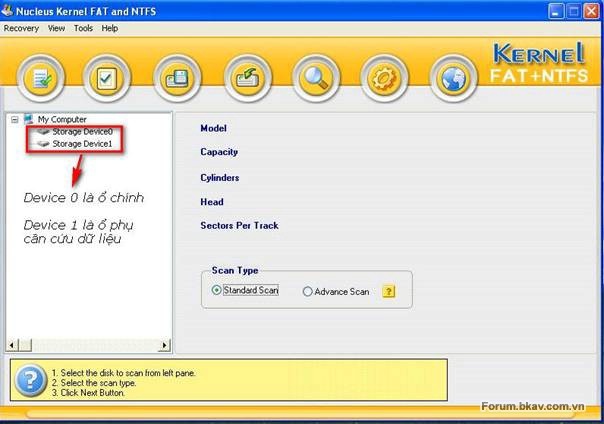 Nucleus Kernel FAT and NTFS
Recovery View Tools Help
KERNEL
FAT+NTFS
My Computer
Storage Device0
Storage Device1
Device 0 là ổ chính
Device 1 là ổ phụ
cần cứu dữ liệu
Model
Capacity
Cylinders
Head
Sectors Per Track
Scan Type
Standard Scan
Advance Scan
?
?
1. Select the disk to scan from left pane.
2. Select the scan type.
3. Click Next Button.
Forum.bkav.com.vn